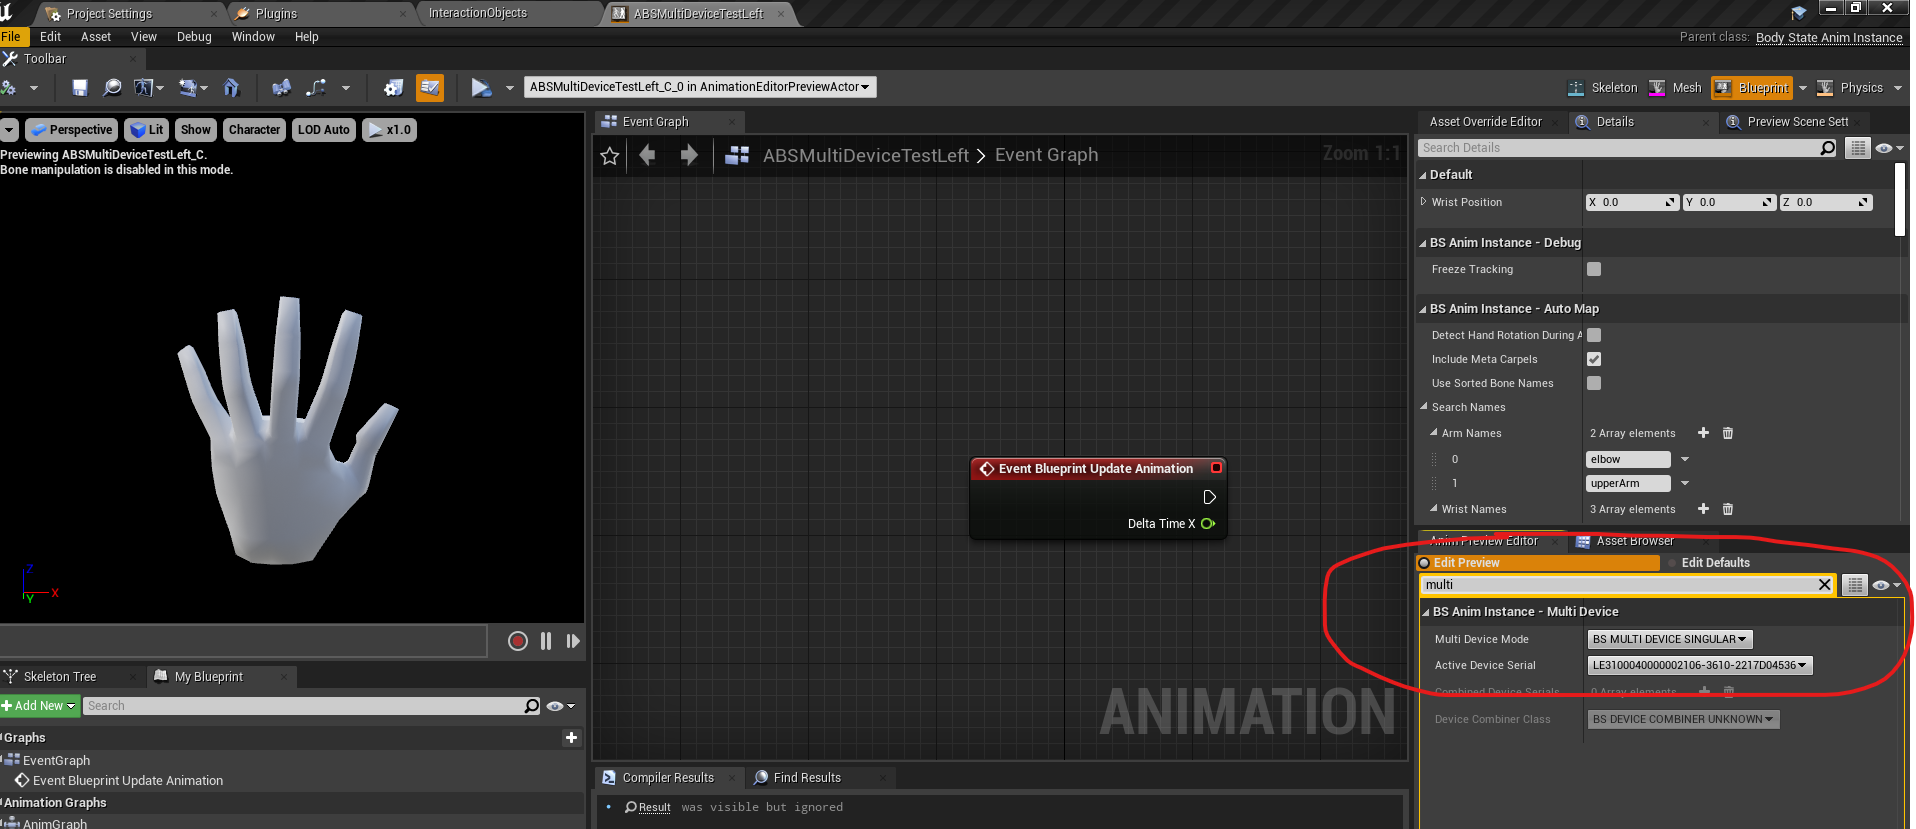 Project Settings
Plugins
InteractionObjects
ABSMultiDeviceTestLeft
File Edit Asset View Debug Window Help
Parent class: Body State Anim Instance
Toolbar
ABSMultiDeviceTestLeft_C_0 in AnimationEditorPreviewActor
Skeleton Mesh Blueprint Physics
Perspective Lit Show Character LOD Auto x1.0
Previewing ABSMultiDeviceTestLeft_C.
Bone manipulation is disabled in this mode.
Z
X
Y
Skeleton Tree
My Blueprint
Add New
Search
Graphs
EventGraph
Event Blueprint Update Animation
Animation Graphs
AnimGraph
Event Graph
ABSMultiDeviceTestLeft > Event Graph
Zoom 1:1
Event Blueprint Update Animation
Delta Time X
ANIMATION
Compiler Results
Find Results
Result was visible but ignored
Asset Override Editor
Details
Preview Scene Sett
Search Details
Default
Wrist Position X 0.0 Y 0.0 Z 0.0
BS Anim Instance - Debug
Freeze Tracking
BS Anim Instance - Auto Map
Detect Hand Rotation During A
Include Meta Carpels
Use Sorted Bone Names
Search Names
Arm Names 2 Array elements
0 elbow
1 upperArm
Wrist Names 3 Array elements
Anim Preview Editor
Asset Browser
Edit Preview
Edit Defaults
multi
BS Anim Instance - Multi Device
Multi Device Mode BS MULTI DEVICE SINGULAR
Active Device Serial LE3100040000002106-3610-2217D04536
Combined Device Serials 0 Array elements
Device Combiner Class BS DEVICE COMBINER UNKNOWN